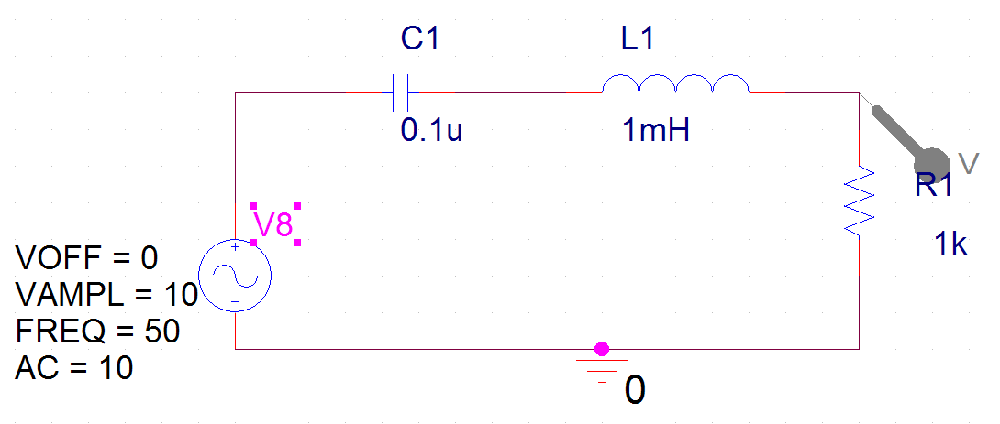 C1
L1
0.1u
1mH
V
R1
V8
1k
VOFF = 0
VAMPL = 10
FREQ = 50
AC = 10
0